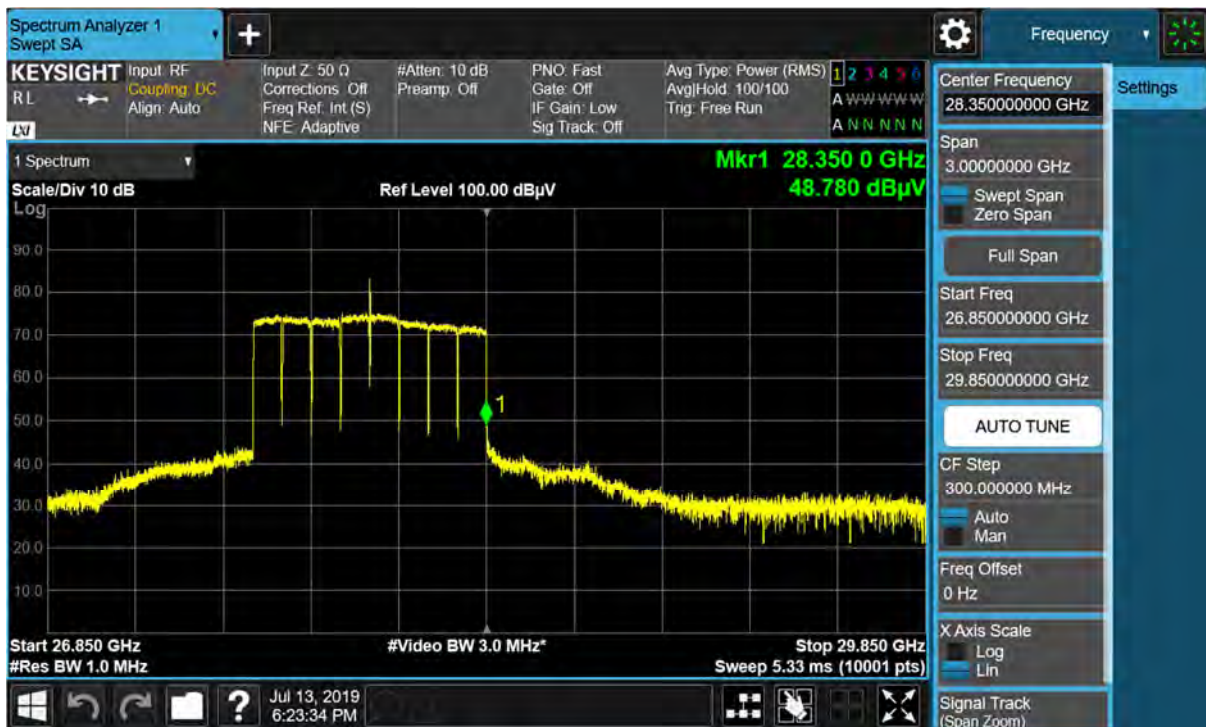 Spectrum Analyzer 1
Swept SA
Frequency
KEYSIGHT
R L
LXI
Input: RF
Coupling: DC
Align: Auto
Input Z: 50 Ω
Corrections: Off
Freq Ref: Int (S)
NFE: Adaptive
#Atten: 10 dB
Preamp: Off
PNO: Fast
Gate: Off
IF Gain: Low
Sig Track: Off
Avg Type: Power (RMS)
Avg|Hold: 100/100
Trig: Free Run
1 2 3 4 5 6
A W W W W W
A N N N N N
1 Spectrum
Scale/Div 10 dB
Ref Level 100.00 dBµV
Mkr1 28.350 0 GHz
48.780 dBµV
Log
90.0
80.0
70.0
60.0
50.0
40.0
30.0
20.0
10.0
1
Start 26.850 GHz
#Video BW 3.0 MHz*
Stop 29.850 GHz
#Res BW 1.0 MHz
Sweep 5.33 ms (10001 pts)
Center Frequency
28.350000000 GHz
Settings
Span
3.00000000 GHz
Swept Span
Zero Span
Full Span
Start Freq
26.850000000 GHz
Stop Freq
29.850000000 GHz
AUTO TUNE
CF Step
300.000000 MHz
Auto
Man
Freq Offset
0 Hz
X Axis Scale
Log
Lin
Signal Track
(Span Zoom)
?
Jul 13, 2019
6:23:34 PM